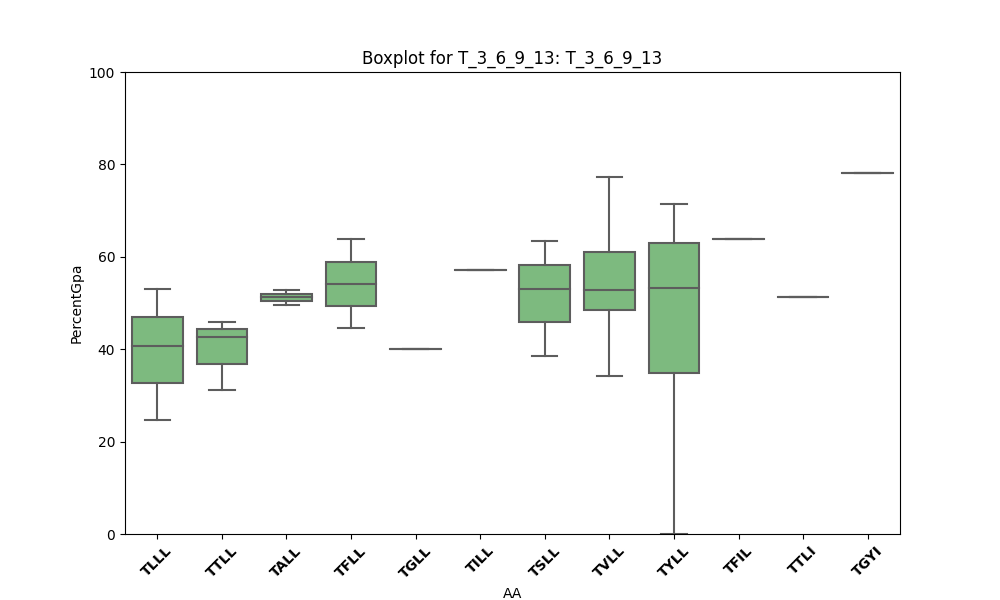 Boxplot for T_3_6_9_13: T_3_6_9_13
100
80
60
40
20
0
PercentGpa
TLLL
TTLL
TALL
TFLL
TGLL
TILL
TSLL
TVLL
TYLL
TFIL
TTLI
TGYI
AA